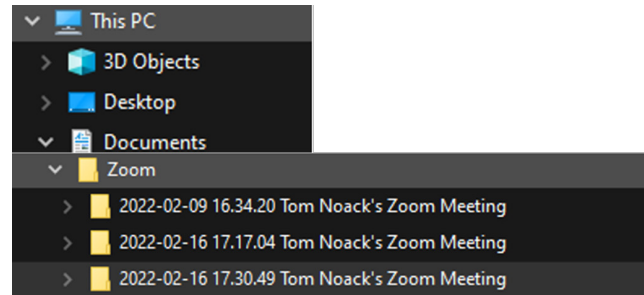 This PC
3D Objects
Desktop
Documents
Zoom
2022-02-09 16.34.20 Tom Noack's Zoom Meeting
2022-02-16 17.17.04 Tom Noack's Zoom Meeting
2022-02-16 17.30.49 Tom Noack's Zoom Meeting